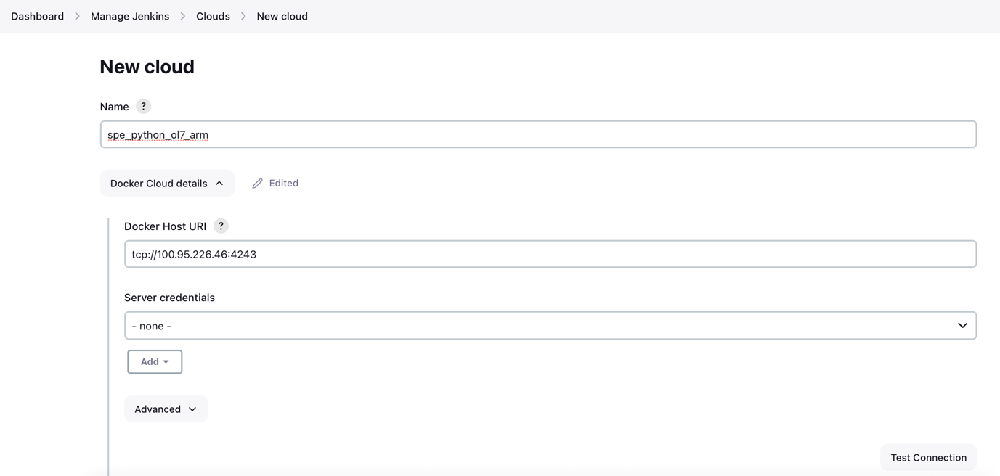 Dashboard > Manage Jenkins > Clouds > New cloud
New cloud
Name ?
spe_python_ol7_arm
Docker Cloud details Edited
Docker Host URI ?
tcp://100.95.226.46:4243
Server credentials
- none -
Add
Advanced
Test Connection